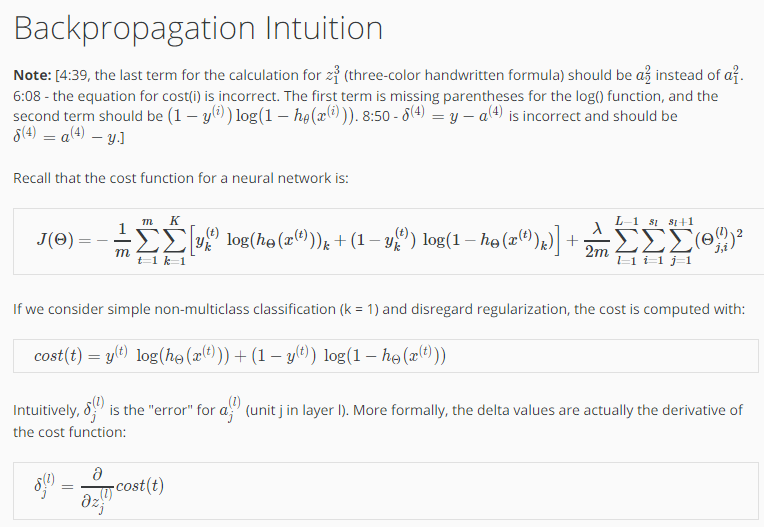 Backpropagation Intuition
Note: [4:39, the last term for the calculation for $z_1^3$ (three-color handwritten formula) should be $a_2^2$ instead of $a_1^2$.
6:08 - the equation for cost(i) is incorrect. The first term is missing parentheses for the log() function, and the
second term should be $(1 - y^{(i)})\log(1 - h_\theta(x^{(i)}))$. 8:50 - $\delta^{(4)} = y - a^{(4)}$ is incorrect and should be
$\delta^{(4)} = a^{(4)} - y$.]
Recall that the cost function for a neural network is:
$J(\Theta) = -\frac{1}{m}\sum_{t=1}^{m}\sum_{k=1}^{K}\left[y_k^{(t)}\ \log(h_\Theta(x^{(t)}))_k + (1 - y_k^{(t)})\ \log(1 - h_\Theta(x^{(t)})_k)\right] + \frac{\lambda}{2m}\sum_{l=1}^{L-1}\sum_{i=1}^{s_l}\sum_{j=1}^{s_l+1}(\Theta_{j,i}^{(l)})^2$
If we consider simple non-multiclass classification (k = 1) and disregard regularization, the cost is computed with:
$cost(t) = y^{(t)}\ \log(h_\Theta(x^{(t)})) + (1 - y^{(t)})\ \log(1 - h_\Theta(x^{(t)}))$
Intuitively, $\delta_j^{(l)}$ is the "error" for $a_j^{(l)}$ (unit j in layer l). More formally, the delta values are actually the derivative of
the cost function:
$\delta_j^{(l)} = \frac{\partial}{\partial z_j^{(l)}} cost(t)$